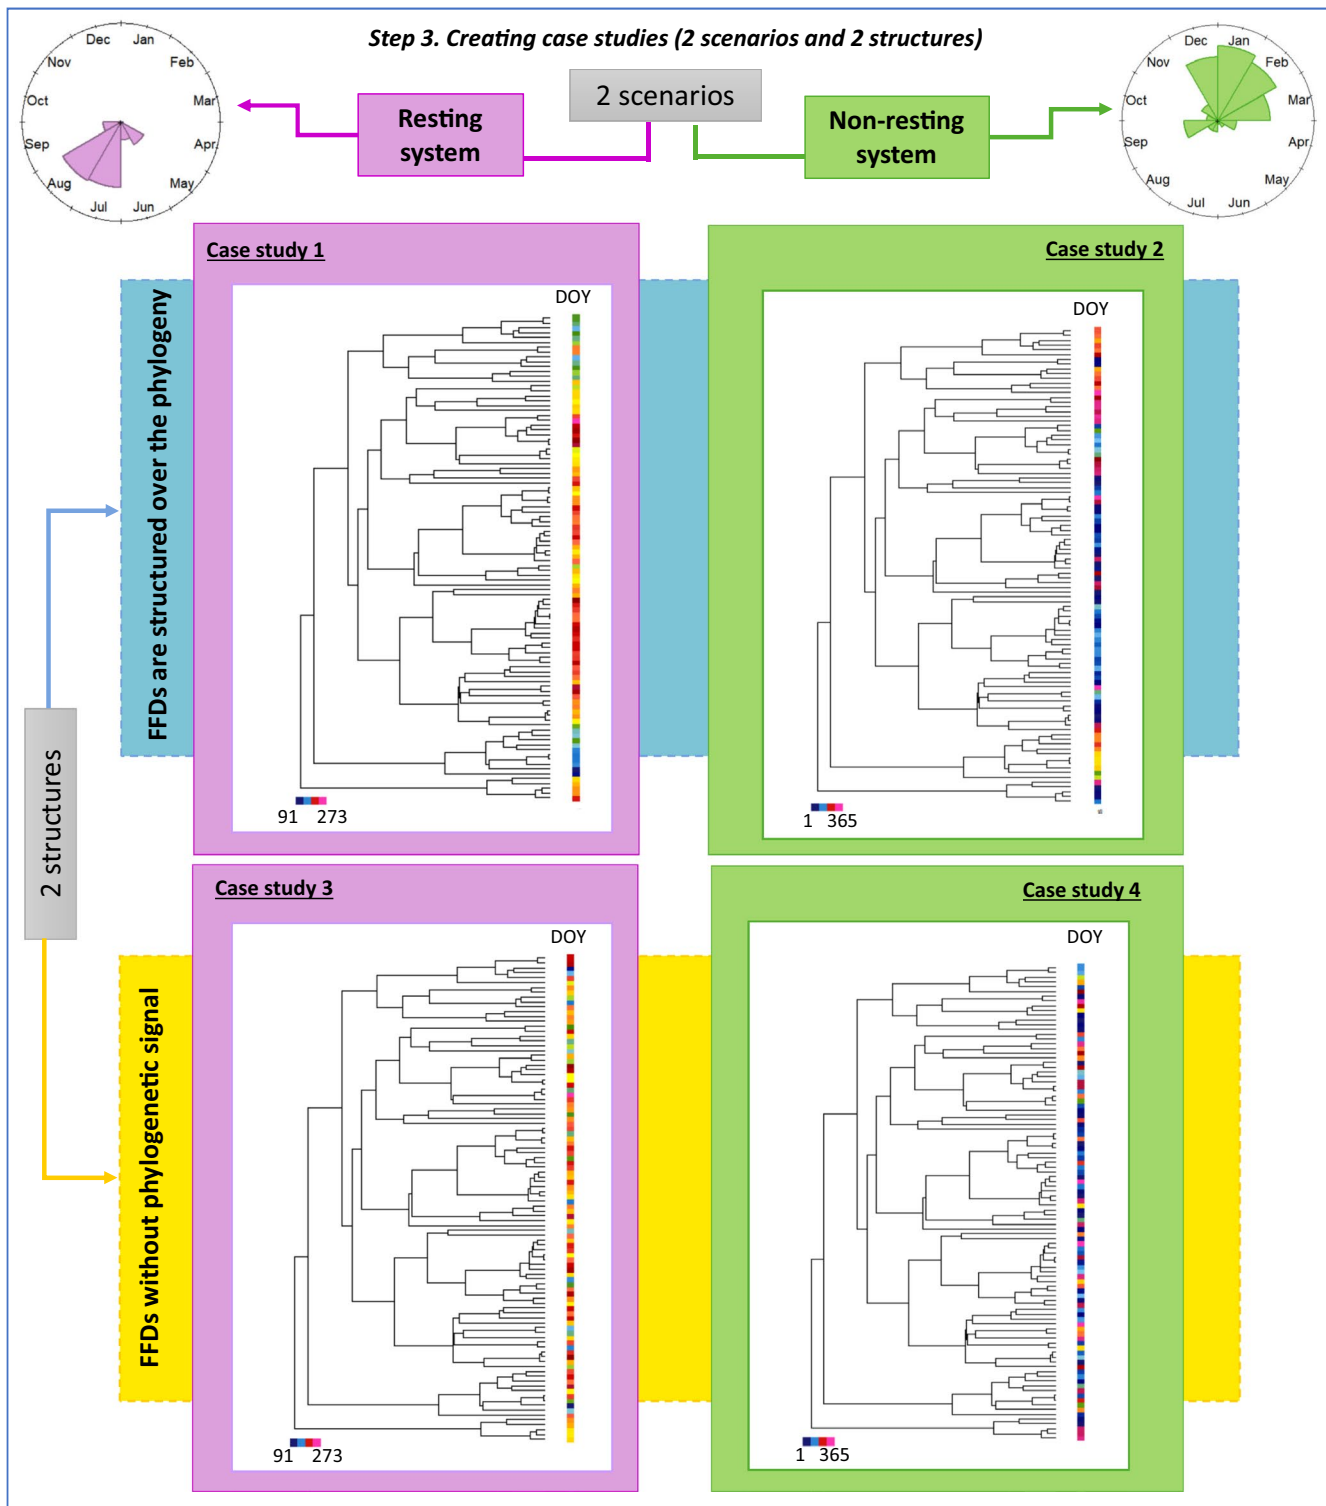 Step 3. Creating case studies (2 scenarios and 2 structures)
Dec Jan
Nov Feb
Oct Mar
Sep Apr
Aug May
Jul Jun
Resting
system
2 scenarios
Non-resting
system
Dec Jan
Nov Feb
Oct Mar
Sep Apr
Aug May
Jul Jun
2 structures
FFDs are structured over the phylogeny
Case study 1
DOY
91 273
Case study 2
DOY
1 365
FFDs without phylogenetic signal
Case study 3
DOY
91 273
Case study 4
DOY
1 365